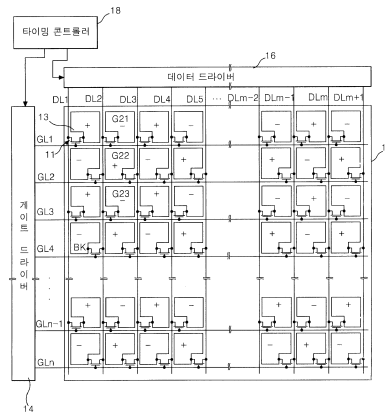 18
타이밍 콘트롤러
16
데이터 드라이버
DL1 DL2 DL3 DL4 DL5 ... DLm-2 DLm-1 DLm DLm+1
13
+ G21 - + - - + -
GL1
11
G22
- + - + + - +
GL2
1
+ G23 - + - - + -
GL3
게이트 드라이버
BK - + - + + - +
GL4
+ - + - - + -
GLn-1
- + - + + - +
GLn
14